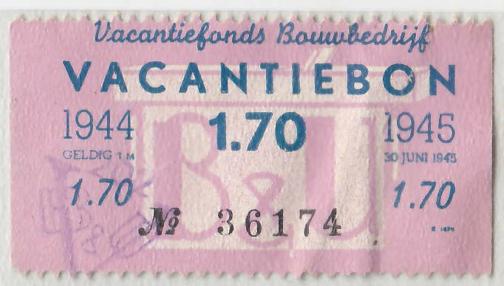 Vacantiefonds Bouwbedrijf
VACANTIEBON
1944 1.70 1945
GELDIG T M 30 JUNI 1945
1.70 1.70
№ 36174